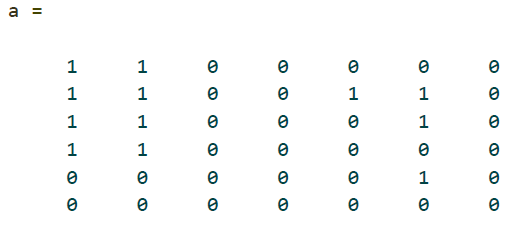 a =
1 1 0 0 0 0 0
1 1 0 0 1 1 0
1 1 0 0 0 1 0
1 1 0 0 0 0 0
0 0 0 0 0 1 0
0 0 0 0 0 0 0